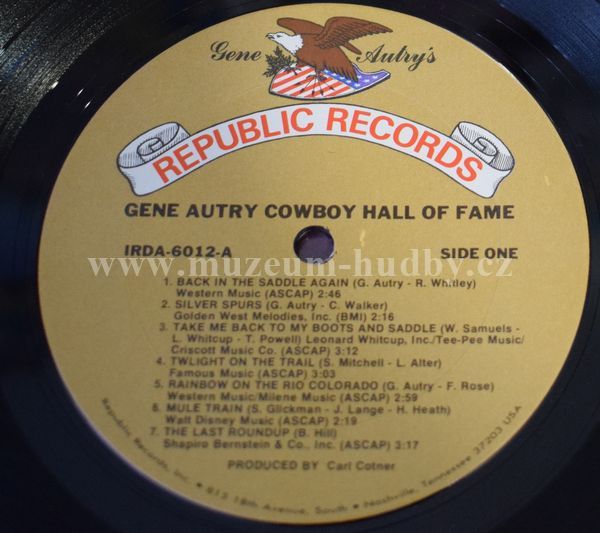 Gene Autry's
REPUBLIC RECORDS
GENE AUTRY COWBOY HALL OF FAME
IRDA-6012-A SIDE ONE
www.muzeum-hudby.cz
1. BACK IN THE SADDLE AGAIN (G. Autry - R. Whitley)
Western Music (ASCAP) 2:46
2. SILVER SPURS (G. Autry - C. Walker)
Golden West Melodies, Inc. (BMI) 2:16
3. TAKE ME BACK TO MY BOOTS AND SADDLE (W. Samuels -
L. Whitcup - T. Powell) Leonard Whitcup, Inc./Tee-Pee Music/
Criscott Music Co. (ASCAP) 3:12
4. TWLIGHT ON THE TRAIL (S. Mitchell - L. Alter)
Famous Music (ASCAP) 3:03
5. RAINBOW ON THE RIO COLORADO (G. Autry - F. Rose)
Western Music/Milene Music (ASCAP) 2:59
6. MULE TRAIN (S. Glickman - J. Lange - H. Heath)
Walt Disney Music (ASCAP) 2:19
7. THE LAST ROUNDUP (B. Hill)
Shapiro Bernstein & Co., Inc. (ASCAP) 3:17
PRODUCED BY Carl Cotner
Republic Records, Inc. • 815 18th Avenue, South • Nashville, Tennessee 37203 USA